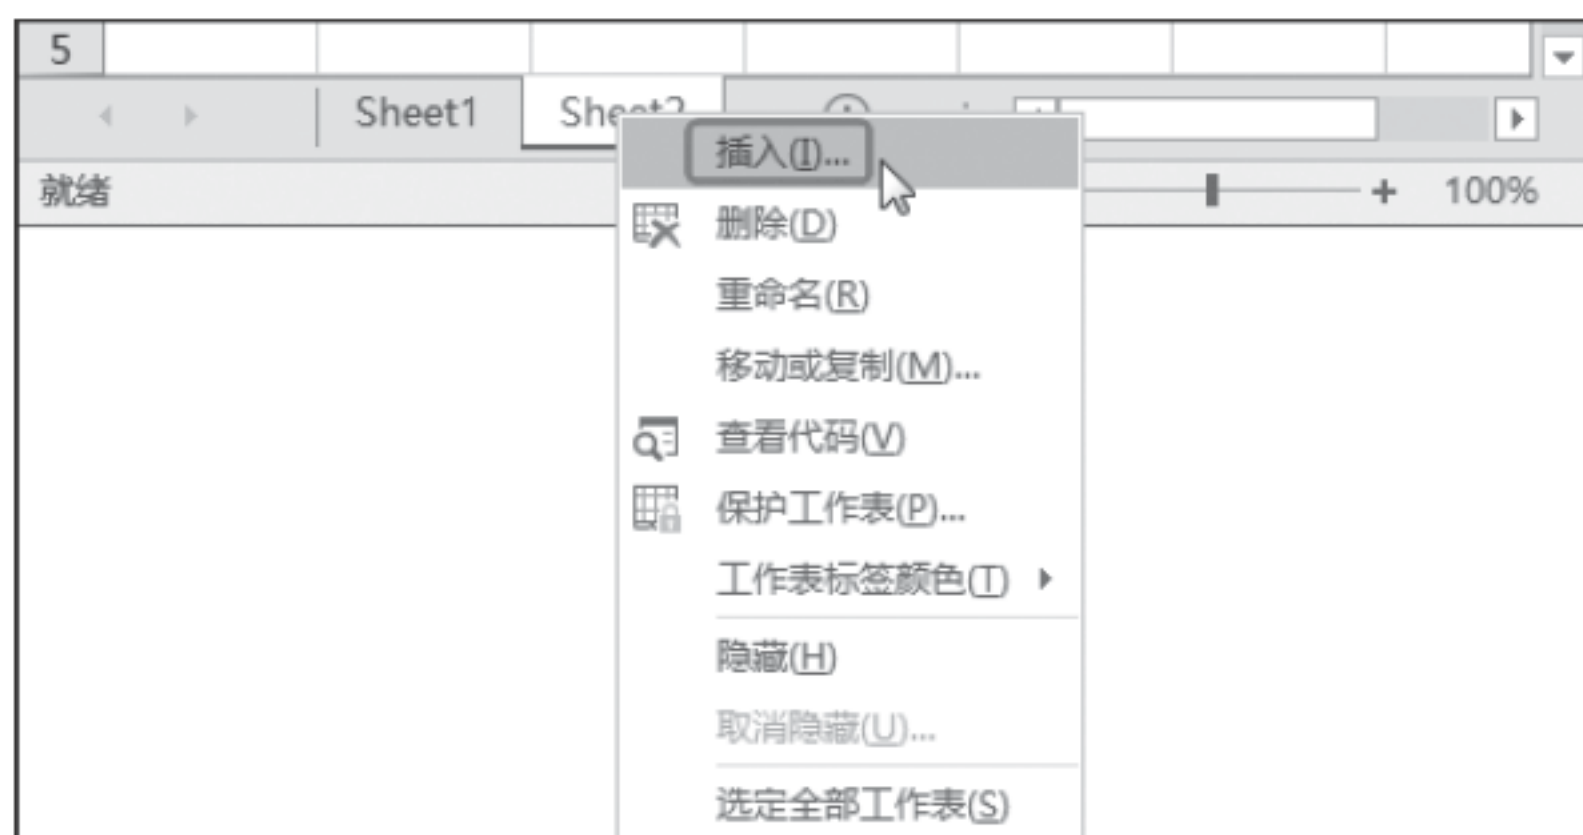 5
Sheet1 Sheet2
插入(I)...
就绪 100%
删除(D)
重命名(R)
移动或复制(M)...
查看代码(V)
保护工作表(P)...
工作表标签颜色(T)
隐藏(H)
取消隐藏(U)...
选定全部工作表(S)